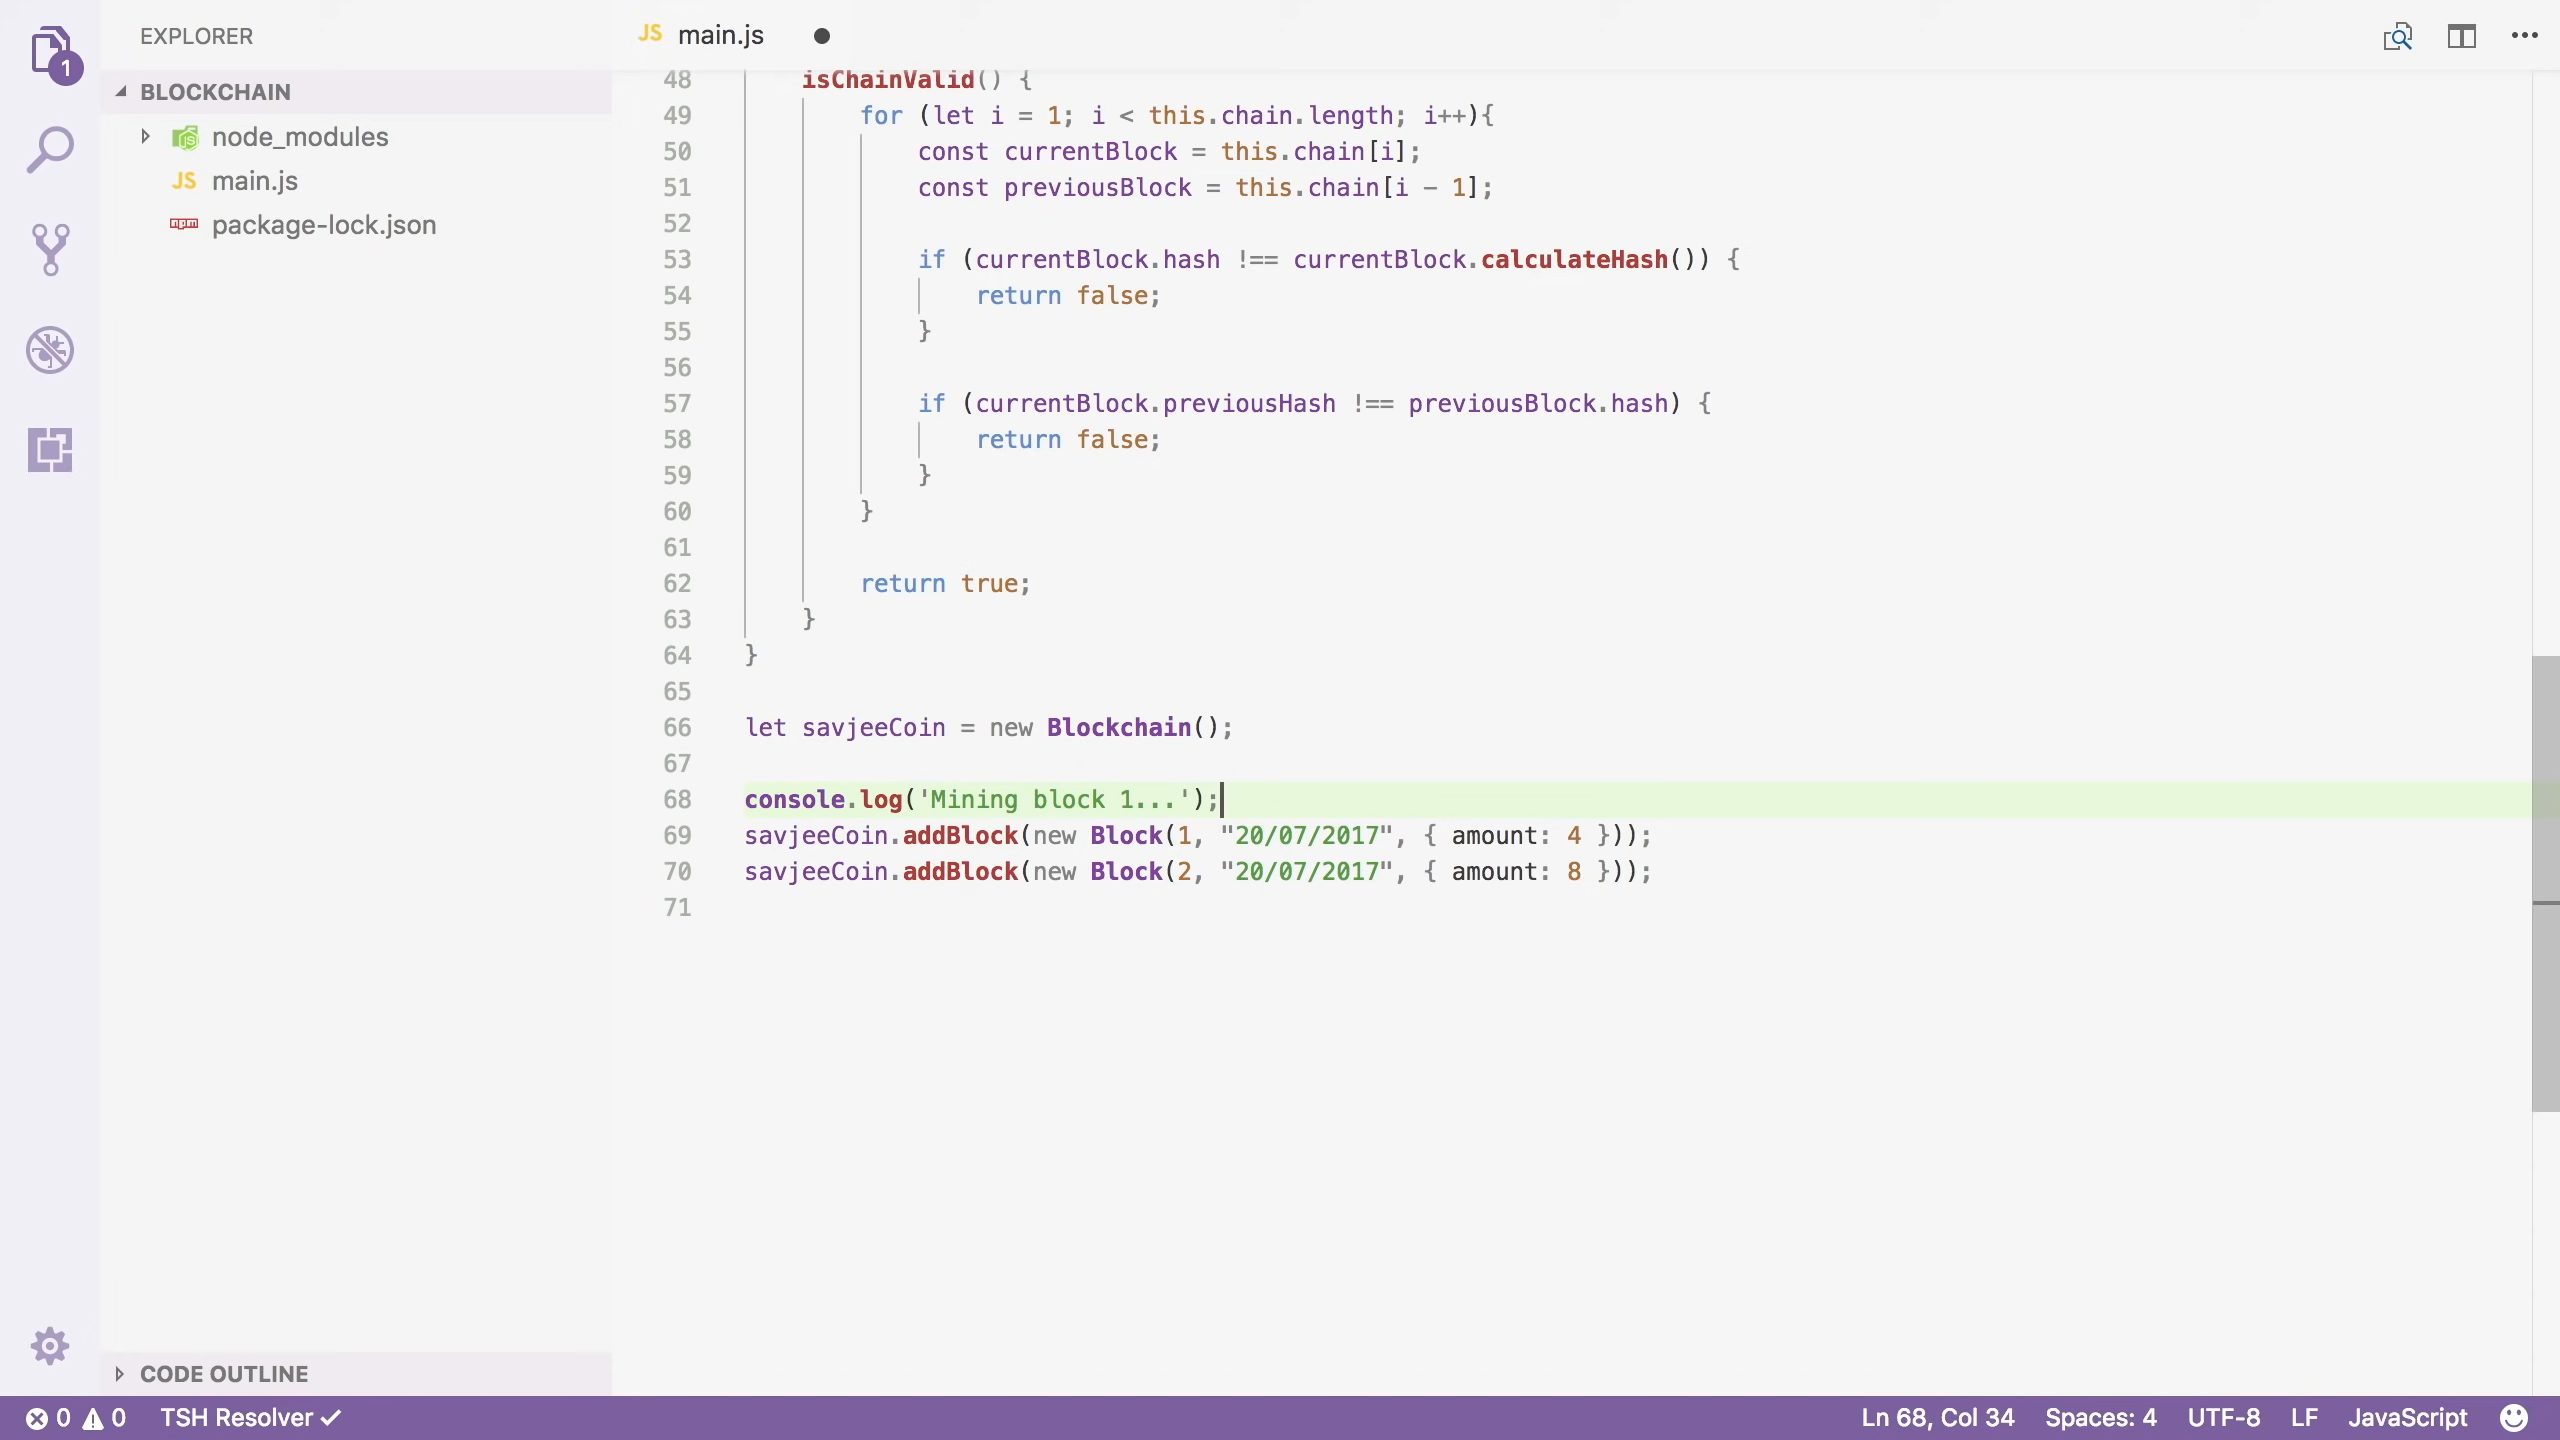 EXPLORER
JS main.js
1
BLOCKCHAIN
node_modules
JS main.js
package-lock.json
48 isChainValid() {
49 for (let i = 1; i < this.chain.length; i++){
50 const currentBlock = this.chain[i];
51 const previousBlock = this.chain[i - 1];
52
53 if (currentBlock.hash !== currentBlock.calculateHash()) {
54 return false;
55 }
56
57 if (currentBlock.previousHash !== previousBlock.hash) {
58 return false;
59 }
60 }
61
62 return true;
63 }
64 }
65
66 let savjeeCoin = new Blockchain();
67
68 console.log('Mining block 1...');
69 savjeeCoin.addBlock(new Block(1, "20/07/2017", { amount: 4 }));
70 savjeeCoin.addBlock(new Block(2, "20/07/2017", { amount: 8 }));
71
CODE OUTLINE
0 0 TSH Resolver ✓ Ln 68, Col 34 Spaces: 4 UTF-8 LF JavaScript